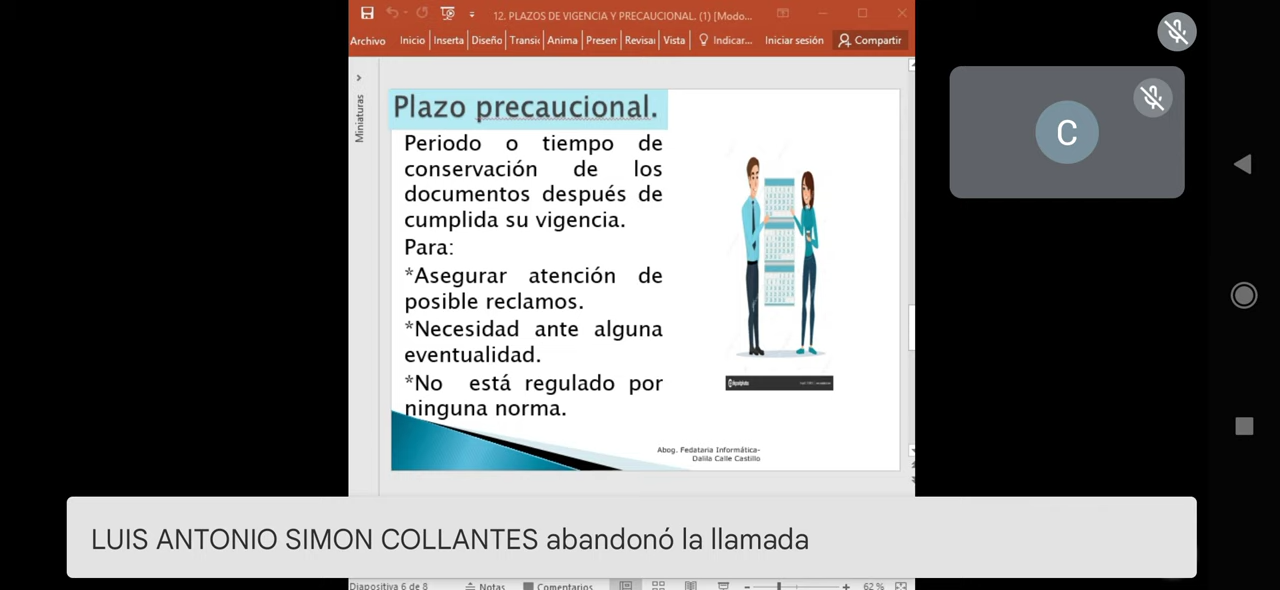 12. PLAZOS DE VIGENCIA Y PRECAUCIONAL. (1) [Modo...
Archivo Inicio Inserta Diseño Transic Anima Presen Revisa Vista Indicar... Iniciar sesión Compartir
Miniaturas
C
Plazo precaucional.
Periodo o tiempo de
conservación de los
documentos después de
cumplida su vigencia.
Para:
*Asegurar atención de
posible reclamos.
*Necesidad ante alguna
eventualidad.
*No está regulado por
ninguna norma.
Abog. Fedataria Informática-
Dalila Calle Castillo
LUIS ANTONIO SIMON COLLANTES abandonó la llamada
Diapositiva 6 de 8 Notas Comentarios 62 %